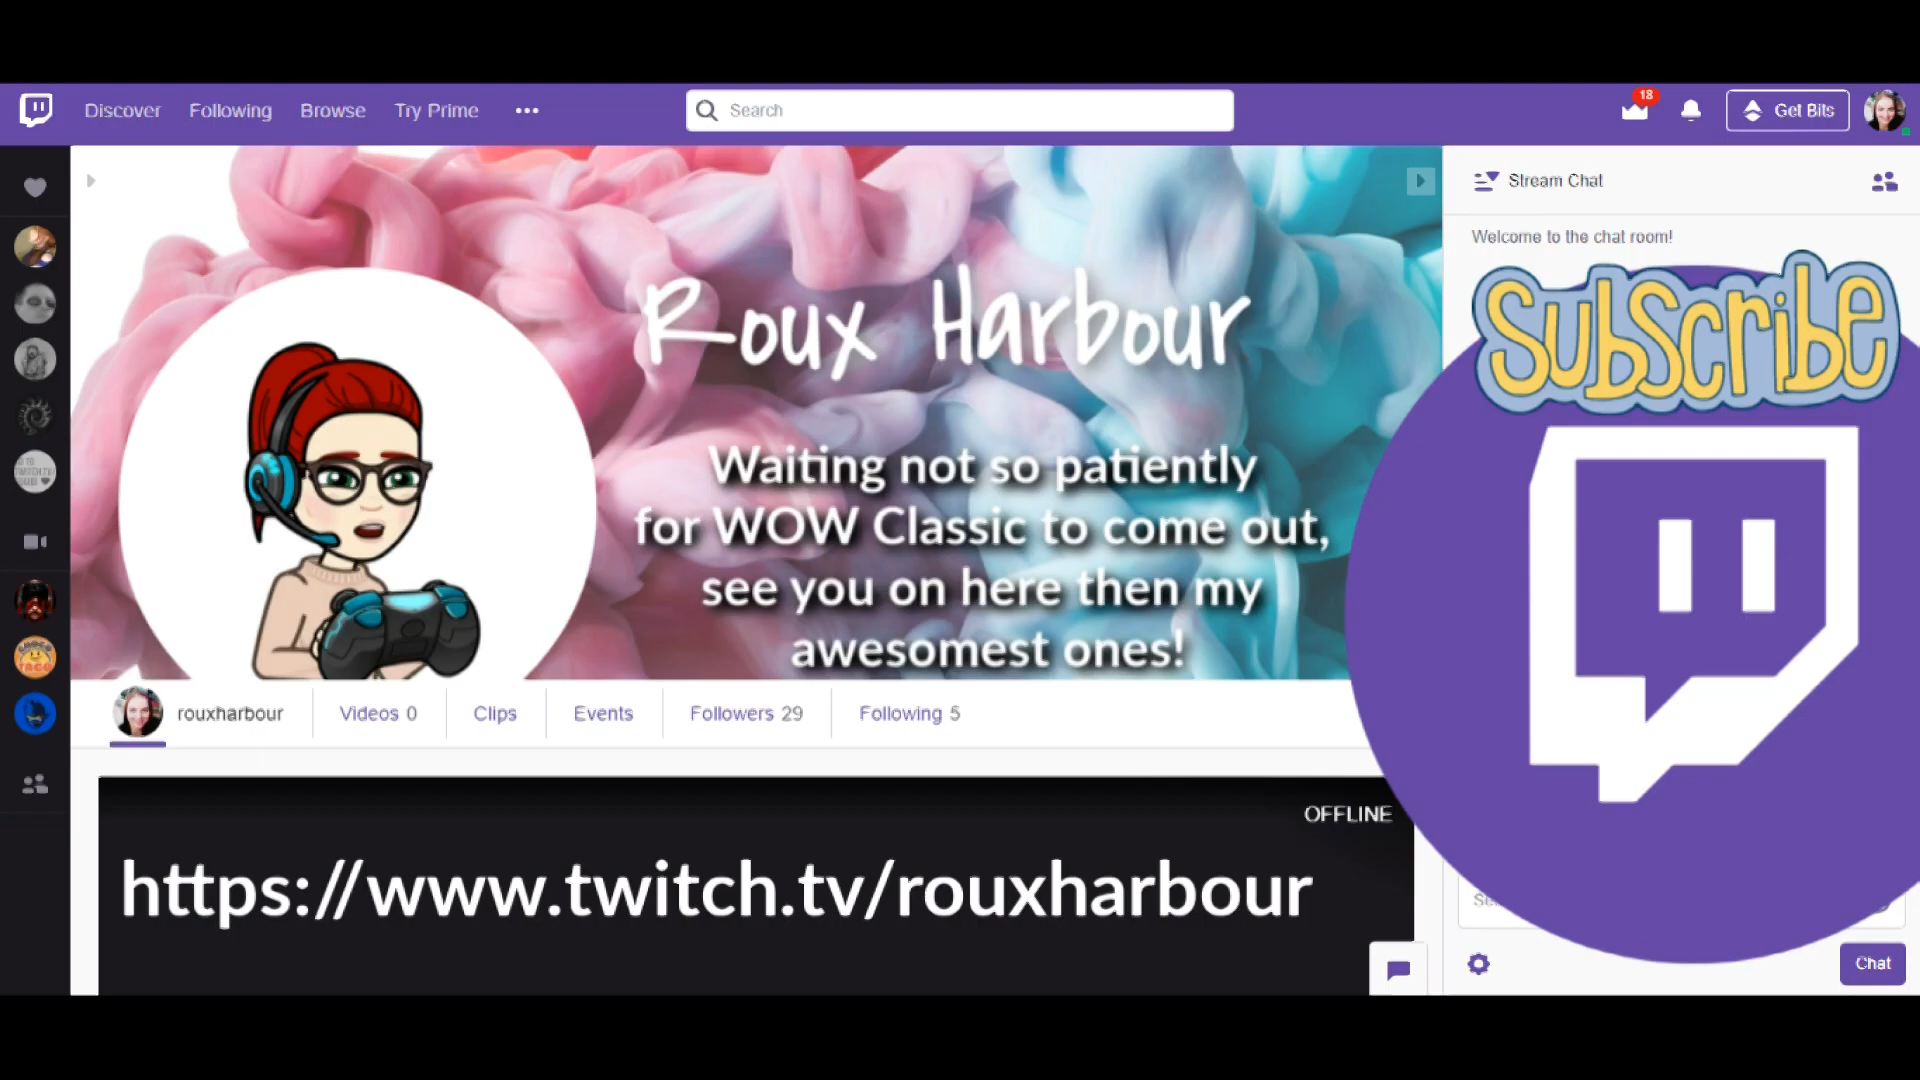 Discover Following Browse Try Prime
Search
18
Get Bits
Stream Chat
Welcome to the chat room!
Subscribe
Roux Harbour
Waiting not so patiently
for WOW Classic to come out,
see you on here then my
awesomest ones!
rouxharbour Videos 0 Clips Events Followers 29 Following 5
OFFLINE
https://www.twitch.tv/rouxharbour
Chat